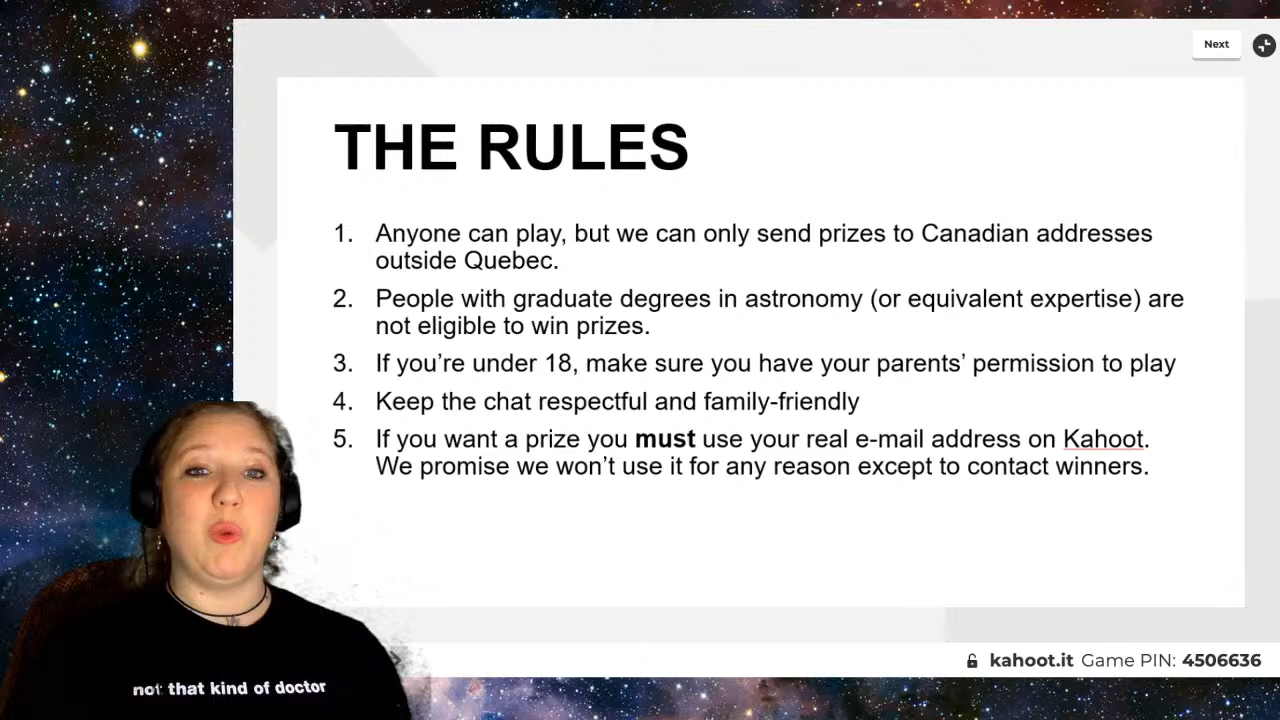 Next
THE RULES
1. Anyone can play, but we can only send prizes to Canadian addresses
outside Quebec.
2. People with graduate degrees in astronomy (or equivalent expertise) are
not eligible to win prizes.
3. If you’re under 18, make sure you have your parents’ permission to play
4. Keep the chat respectful and family-friendly
5. If you want a prize you must use your real e-mail address on Kahoot.
We promise we won’t use it for any reason except to contact winners.
kahoot.it Game PIN: 4506636
not that kind of doctor